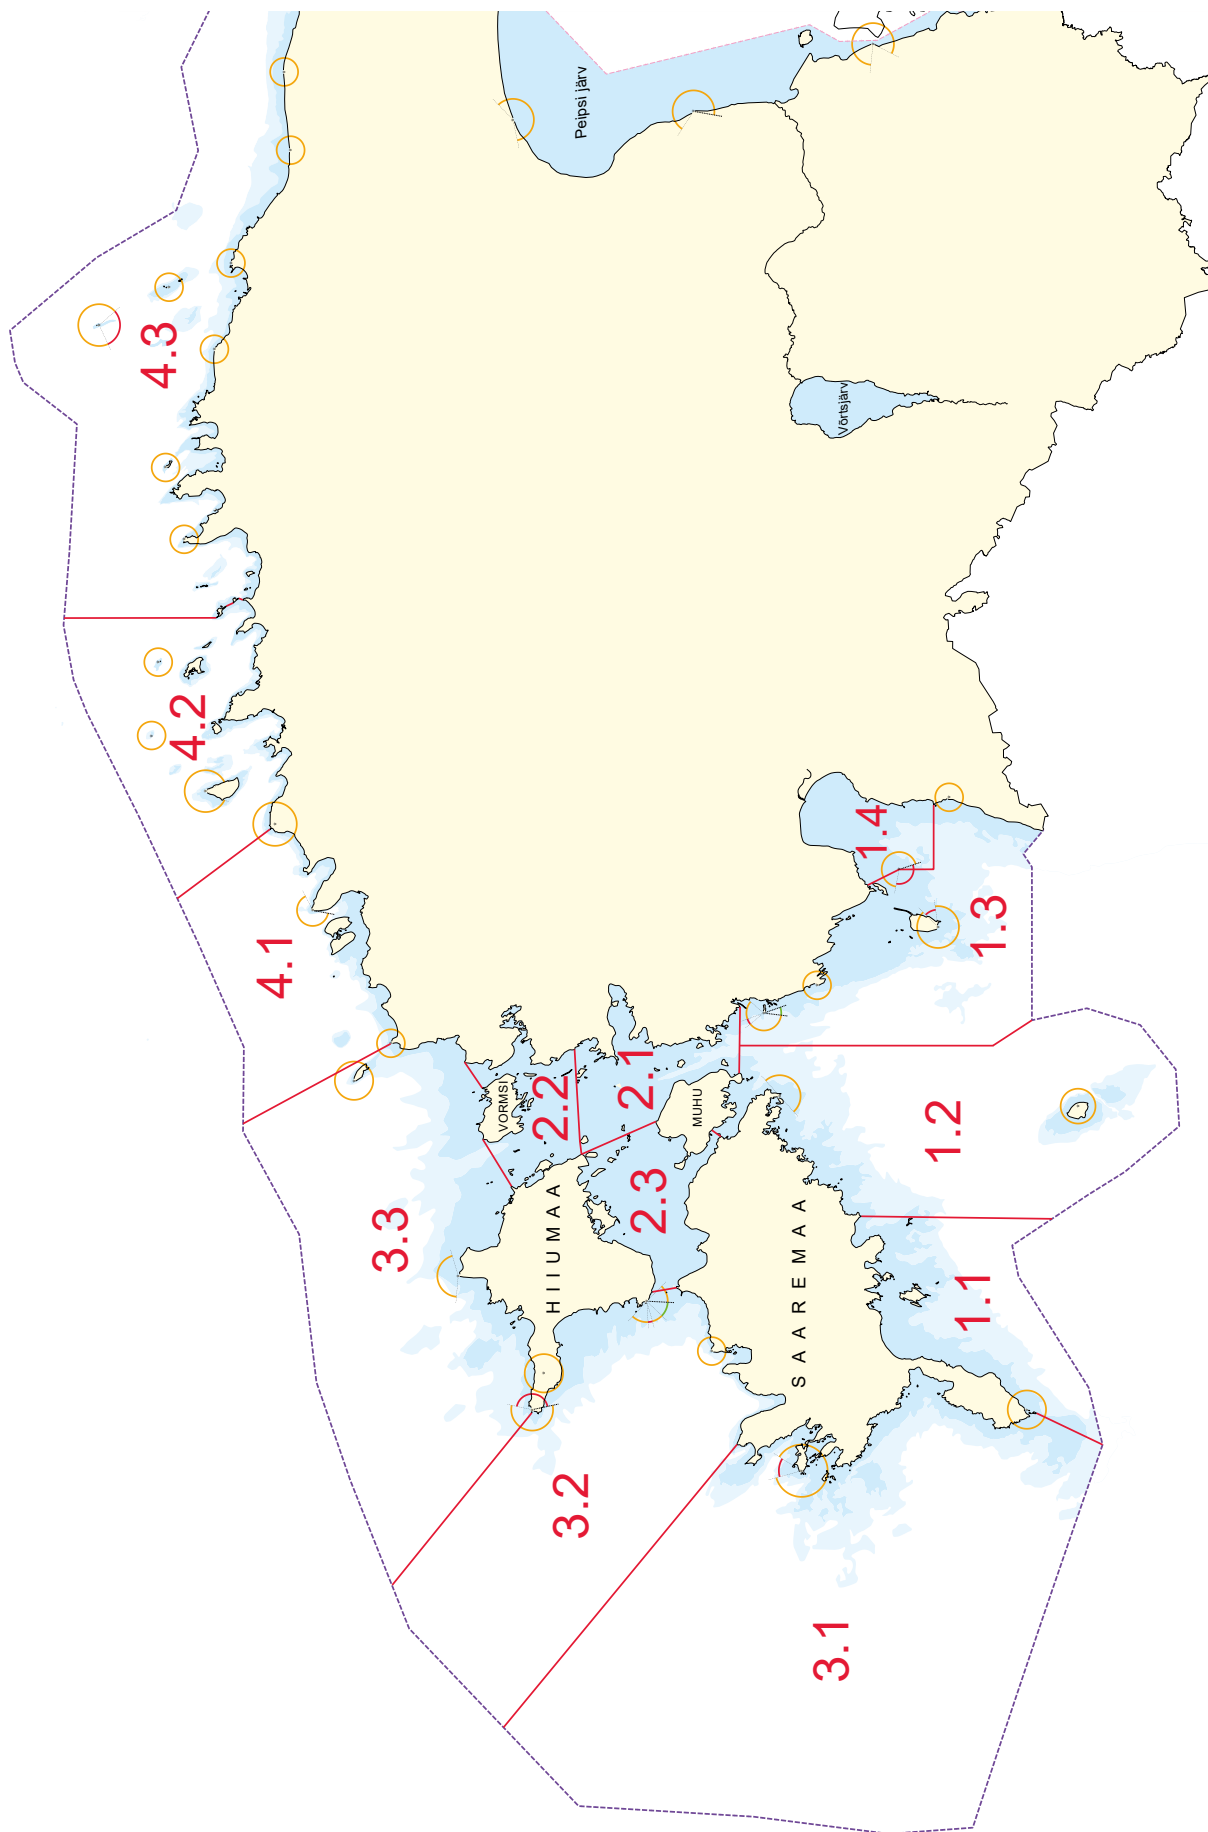 Peipsi järv
4.3
Võrtsjärv
4.2
1.4
4.1
1.3
VORMSI
2.2
2.1
MUHU
1.2
3.3
HIIUMAA
2.3
SAAREMAA
1.1
3.2
3.1